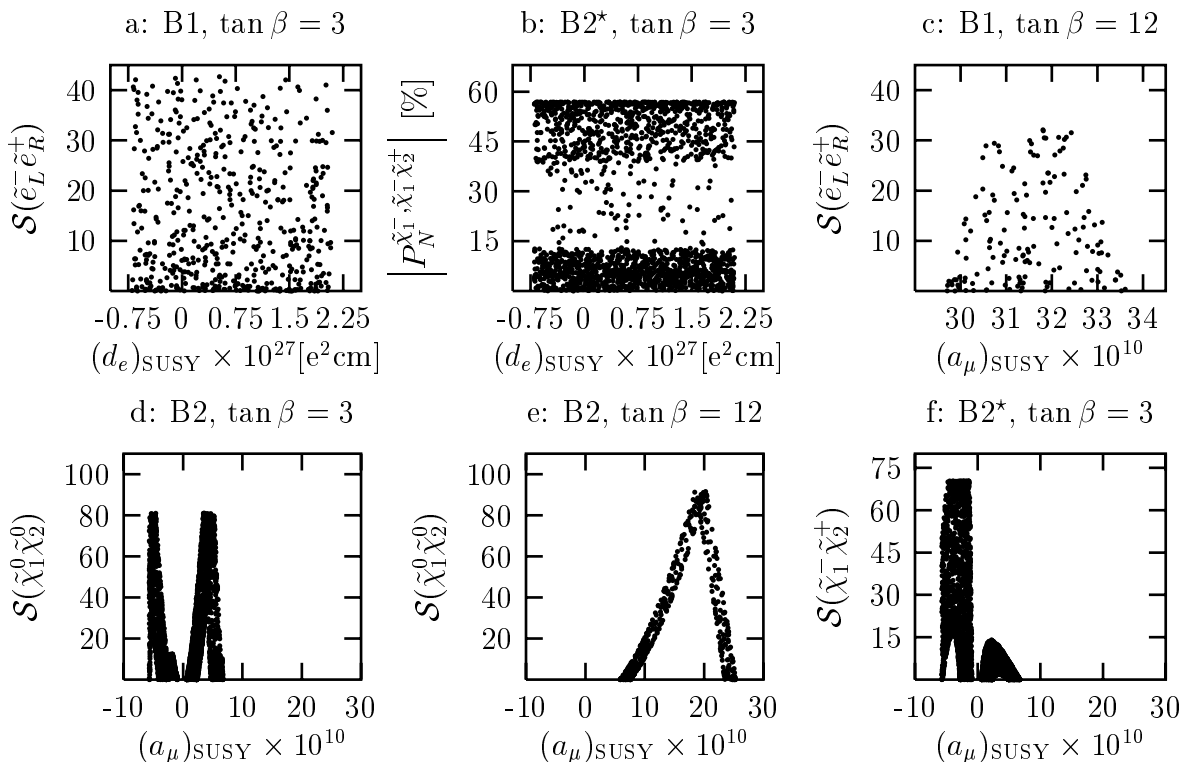 a: B1, tan β = 3
S(ẽ_L^- ẽ_R^+)
40
30
20
10
-0.75 0 0.75 1.5 2.25
(d_e)_SUSY × 10^27[e^2cm]
b: B2⋆, tan β = 3
|P_N^{χ̃_1^-,χ̃_1^-χ̃_2^+}| [%]
60
45
30
15
-0.75 0 0.75 1.5 2.25
(d_e)_SUSY × 10^27[e^2cm]
c: B1, tan β = 12
S(ẽ_L^- ẽ_R^+)
40
30
20
10
30 31 32 33 34
(a_μ)_SUSY × 10^10
d: B2, tan β = 3
S(χ̃_1^0 χ̃_2^0)
100
80
60
40
20
-10 0 10 20 30
(a_μ)_SUSY × 10^10
e: B2, tan β = 12
S(χ̃_1^0 χ̃_2^0)
100
80
60
40
20
-10 0 10 20 30
(a_μ)_SUSY × 10^10
f: B2⋆, tan β = 3
S(χ̃_1^- χ̃_2^+)
75
60
45
30
15
-10 0 10 20 30
(a_μ)_SUSY × 10^10